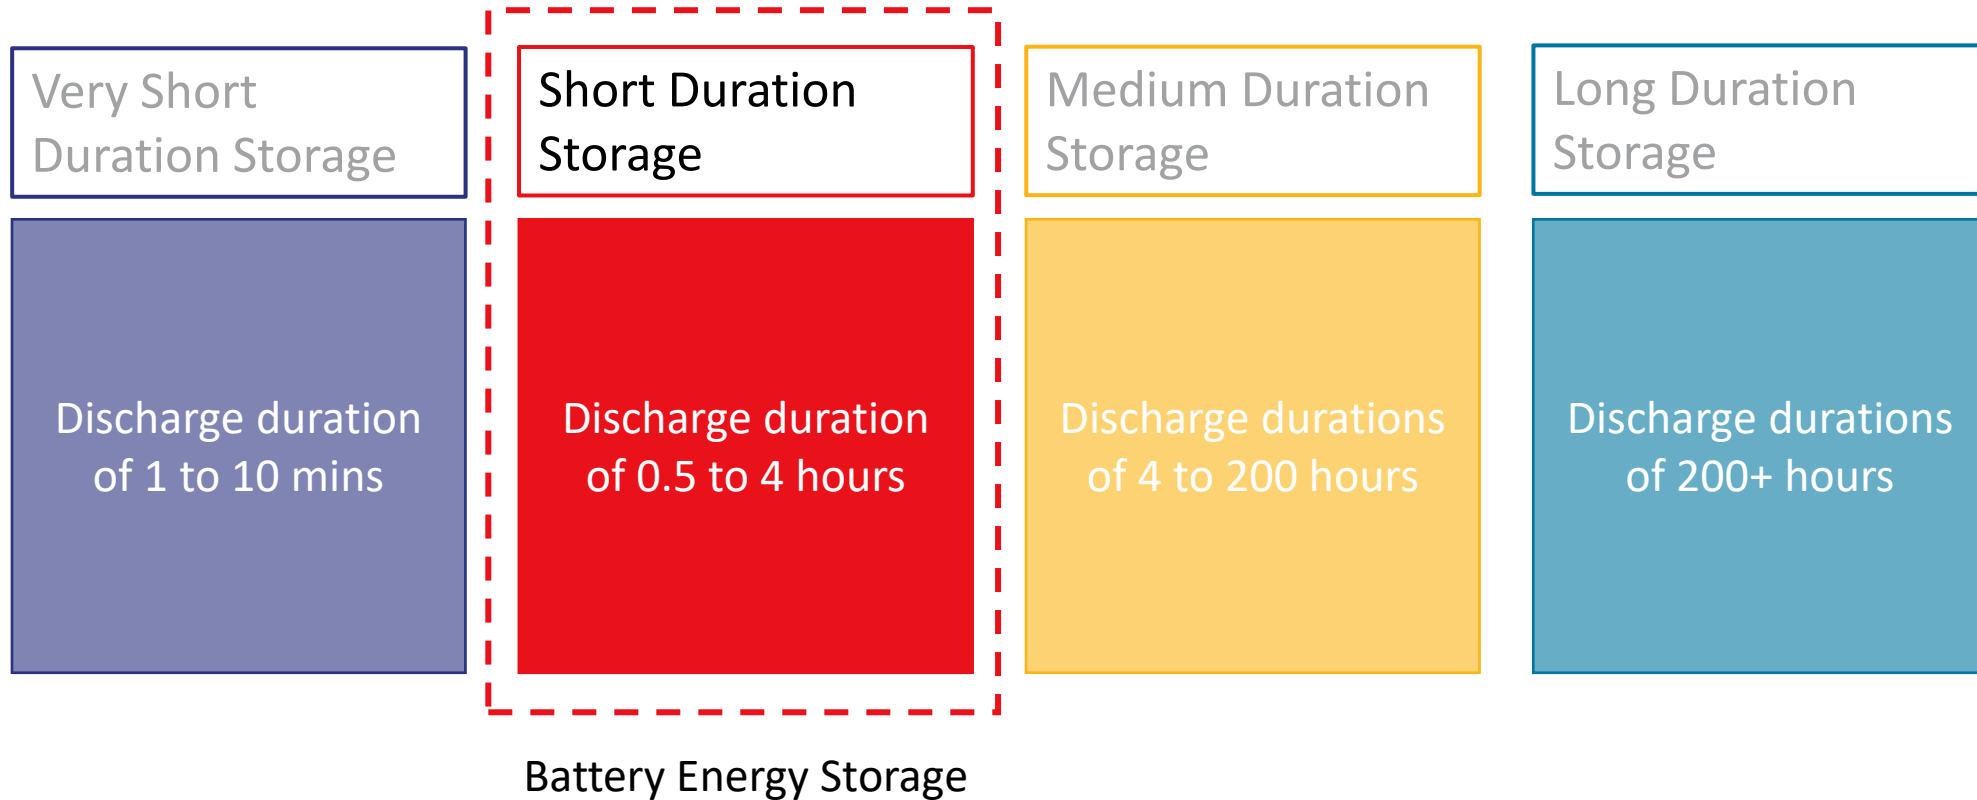 Very Short
Duration Storage
Short Duration
Storage
Medium Duration
Storage
Long Duration
Storage
Discharge duration
of 1 to 10 mins
Discharge duration
of 0.5 to 4 hours
Discharge durations
of 4 to 200 hours
Discharge durations
of 200+ hours
Battery Energy Storage